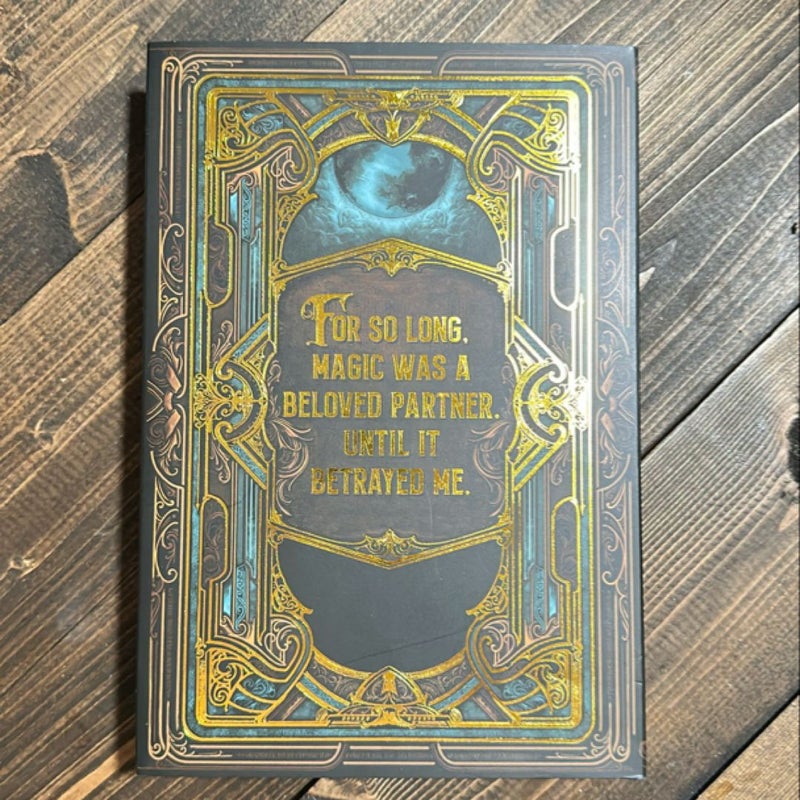 FOR SO LONG,
MAGIC WAS A
BELOVED PARTNER.
UNTIL IT
BETRAYED ME.